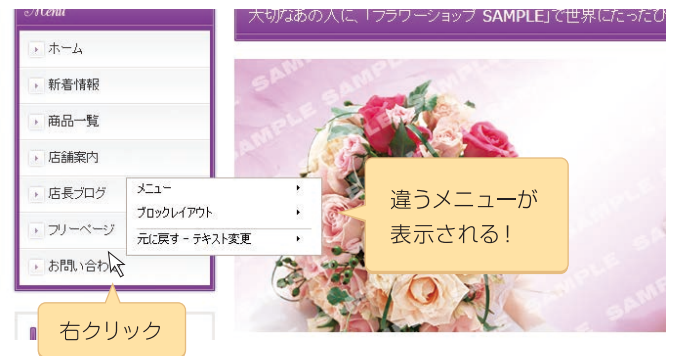 Menu
大切なあの人に、「フラワーショップ SAMPLE」で世界にたったひ
ホーム
新着情報
商品一覧
店舗案内
店長ブログ
フリーページ
お問い合わ
メニュー
ブロックレイアウト
元に戻す - テキスト変更
違うメニューが
表示される!
右クリック
SAMPLE
SAMPLE
SAMPLE
SAMPLE